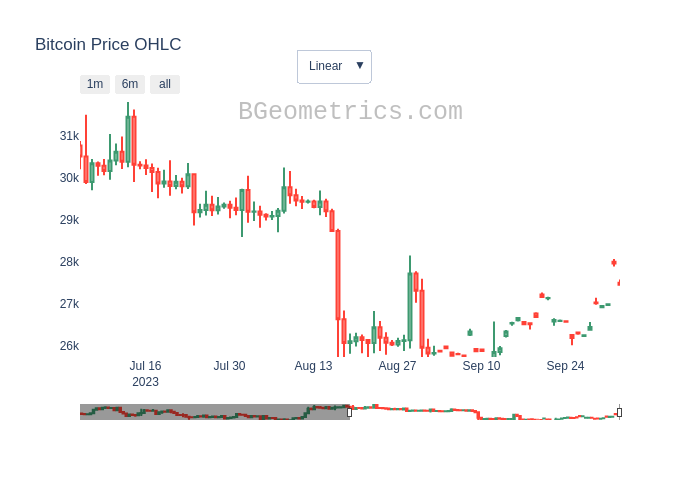 Bitcoin Price OHLC
Linear ▼
1m 6m all
BGeometrics.com
31k
30k
29k
28k
27k
26k
Jul 16 Jul 30 Aug 13 Aug 27 Sep 10 Sep 24
2023